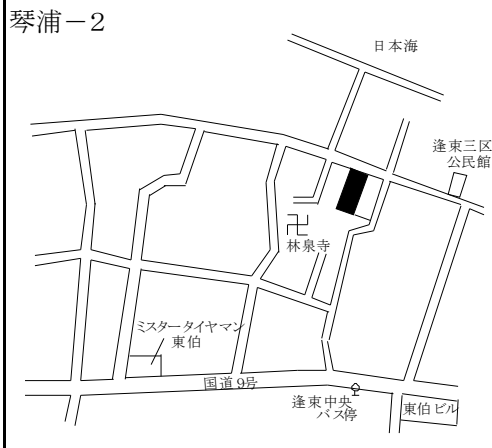 琴浦－2
日本海
逢束三区
公民館
林泉寺
ミスタータイヤマン
東伯
国道9号
逢束中央
バス停
東伯ビル